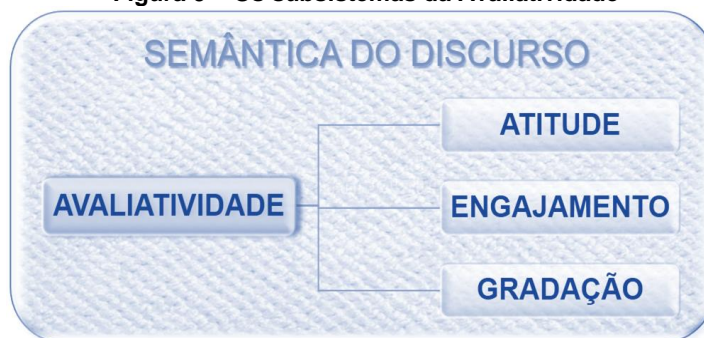 SEMÂNTICA DO DISCURSO
ATITUDE
AVALIATIVIDADE
ENGAJAMENTO
GRADAÇÃO